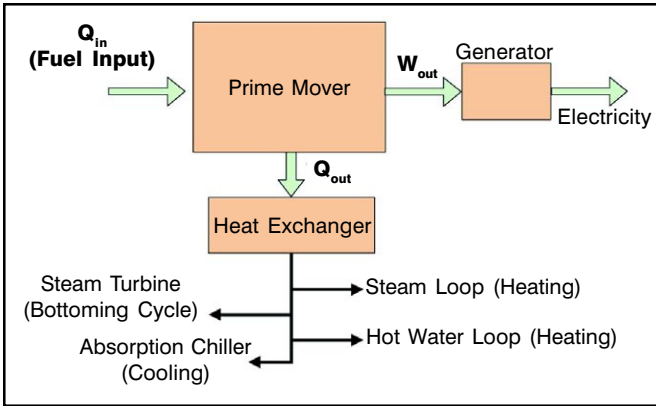 Qin
(Fuel Input)
Prime Mover
Wout
Generator
Electricity
Qout
Heat Exchanger
Steam Turbine
(Bottoming Cycle)
Steam Loop (Heating)
Hot Water Loop (Heating)
Absorption Chiller
(Cooling)